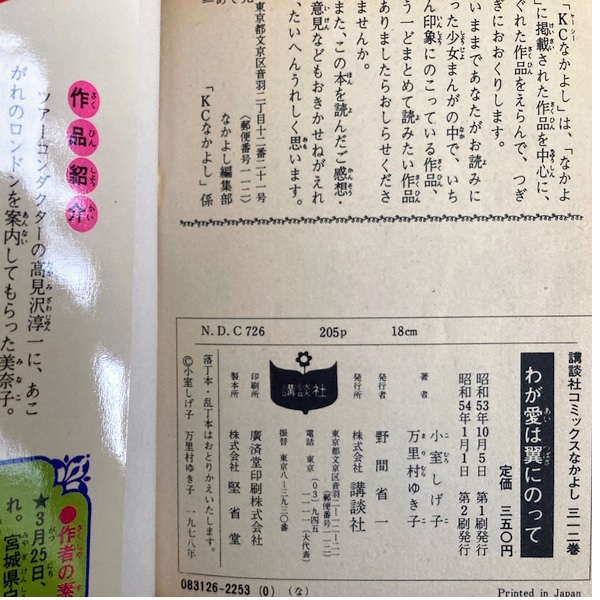 「KCなかよし」は、「なかよ
」に掲載された作品を中心に、
ぐれた作品をえらんで、つぎ
ぎにおおくりします。
いままであなたがお読みに
った少女まんがの中で、いち
ん印象にのこっている作品、
う一どまとめて読みたい作品
ありましたらおしらせくださ
ませんか。
また、この本を読んだご感想・
意見などもおきかせねがえれ
、たいへんうれしく思います。
東京都文京区音羽二丁目十二番二十一号
(郵便番号一一二)
なかよし編集部
「KCなかよし」係
作品紹介
ツアーコンダクターの高見沢淳一に、あこ
がれのロンドンを案内してもらった美奈子。
●作者の素
★3月25日、
れ。宮城県白
N.D.C726 205p 18cm
講談社コミックスなかよし 三一二巻
わが愛は翼にのって
定価 三五〇円
昭和53年10月5日 第1刷発行
昭和54年1月1日 第2刷発行
著者
小室しげ子
万里村ゆき子
発行者 野間省一
発行所 株式会社 講談社
東京都文京区音羽二-一二-二一
(郵便番号一一二)
電話 東京(03)九四五
一一一一(大代表)
振替 東京八-三九三〇番
講談社
印刷所 廣済堂印刷株式会社
製本所 株式会社 堅省堂
落丁本・乱丁本はおとりかえいたします。
©小室しげ子 万里村ゆき子 一九七八年
083126-2253 (0) (な)
Printed in Japan